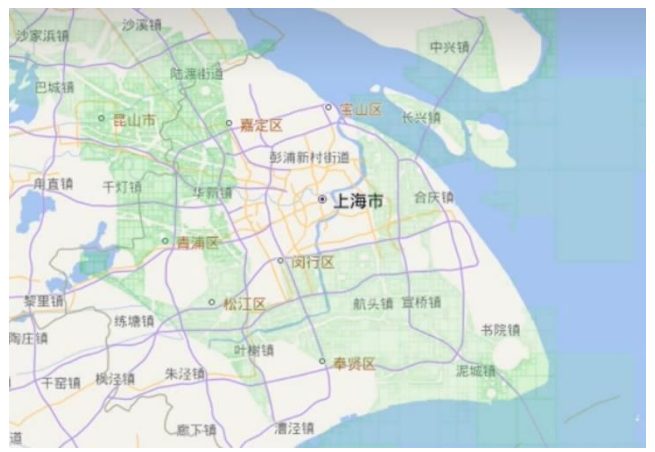 沙溪镇
沙家浜镇
中兴镇
陆渡街道
巴城镇
宝山区
昆山市
嘉定区
长兴镇
彭浦新村街道
甪直镇
千灯镇
华新镇
合庆镇
上海市
青浦区
闵行区
黎里镇
松江区
航头镇
宣桥镇
练塘镇
书院镇
陶庄镇
叶榭镇
奉贤区
泥城镇
干窑镇
枫泾镇
朱泾镇
廊下镇
漕泾镇
道